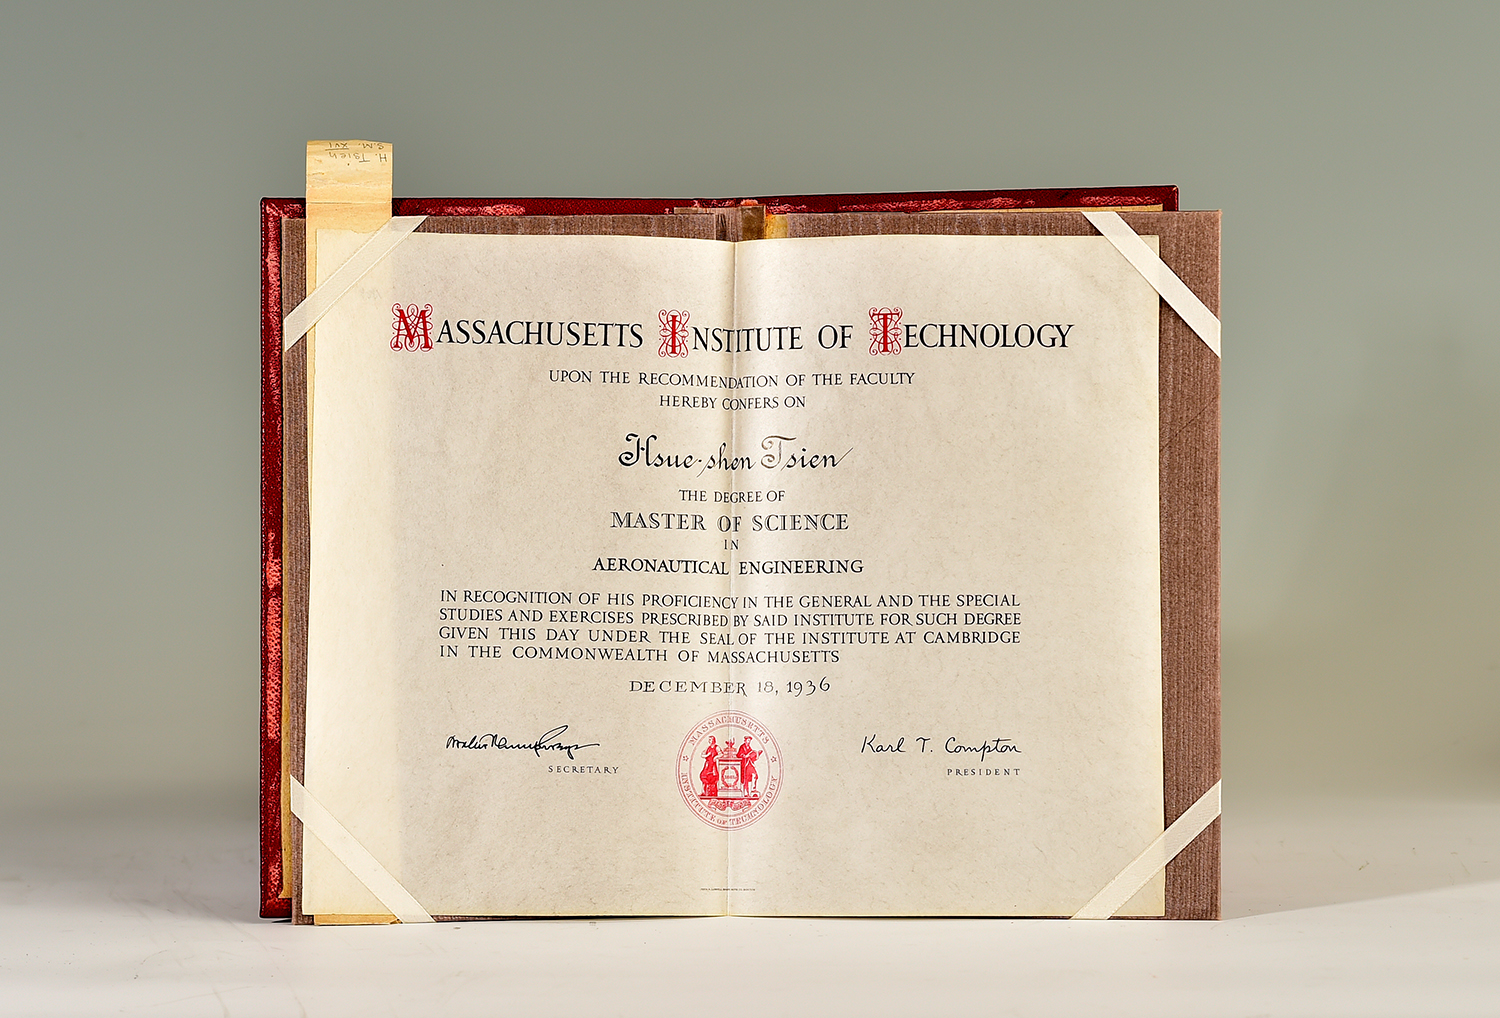 H. Tsien
S.M. XVI
MASSACHUSETTS INSTITUTE OF TECHNOLOGY
UPON THE RECOMMENDATION OF THE FACULTY
HEREBY CONFERS ON
Hsue-shen Tsien
THE DEGREE OF
MASTER OF SCIENCE
IN
AERONAUTICAL ENGINEERING
IN RECOGNITION OF HIS PROFICIENCY IN THE GENERAL AND THE SPECIAL
STUDIES AND EXERCISES PRESCRIBED BY SAID INSTITUTE FOR SUCH DEGREE
GIVEN THIS DAY UNDER THE SEAL OF THE INSTITUTE AT CAMBRIDGE
IN THE COMMONWEALTH OF MASSACHUSETTS
DECEMBER 18, 1936
Walter Humphreys
SECRETARY
Karl T. Compton
PRESIDENT
MASSACHUSETTS
INSTITUTE OF TECHNOLOGY